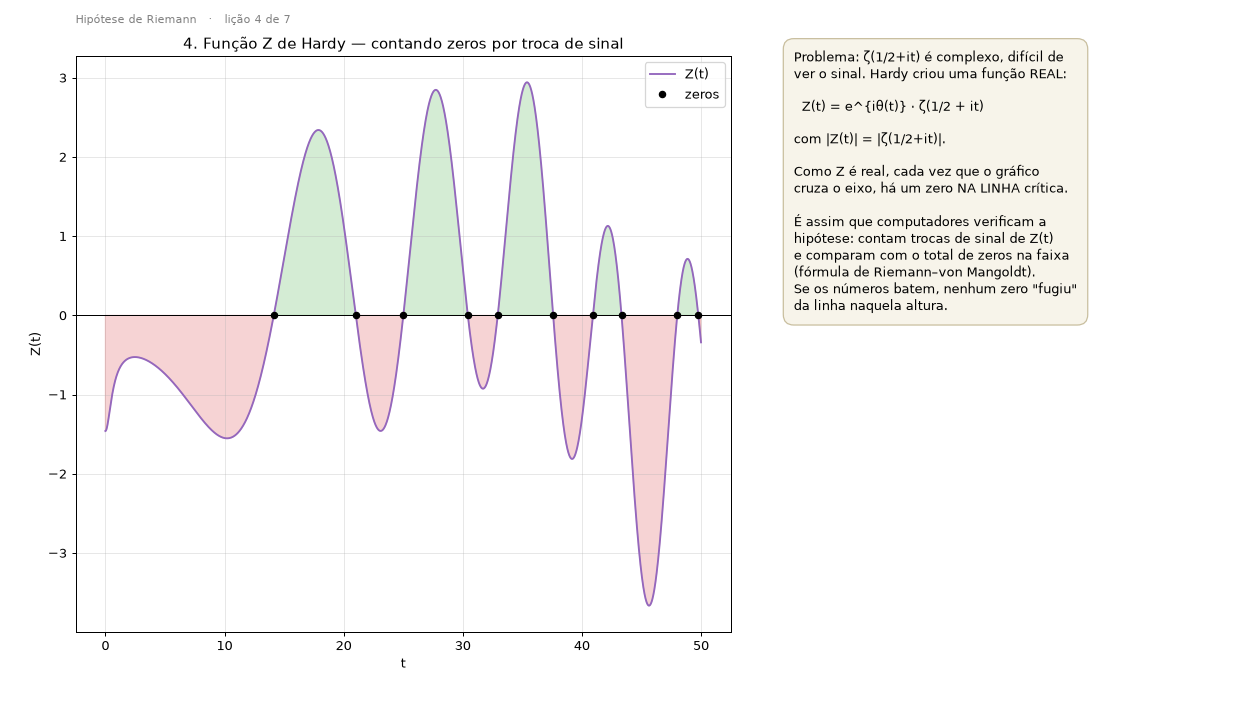 Hipótese de Riemann · lição 4 de 7
4. Função Z de Hardy — contando zeros por troca de sinal
Z(t)
zeros
3
2
1
0
−1
−2
−3
Z(t)
0
10
20
30
40
50
t
Problema: ζ(1/2+it) é complexo, difícil de
ver o sinal. Hardy criou uma função REAL:
Z(t) = e^{iθ(t)} · ζ(1/2 + it)
com |Z(t)| = |ζ(1/2+it)|.
Como Z é real, cada vez que o gráfico
cruza o eixo, há um zero NA LINHA crítica.
É assim que computadores verificam a
hipótese: contam trocas de sinal de Z(t)
e comparam com o total de zeros na faixa
(fórmula de Riemann–von Mangoldt).
Se os números batem, nenhum zero "fugiu"
da linha naquela altura.